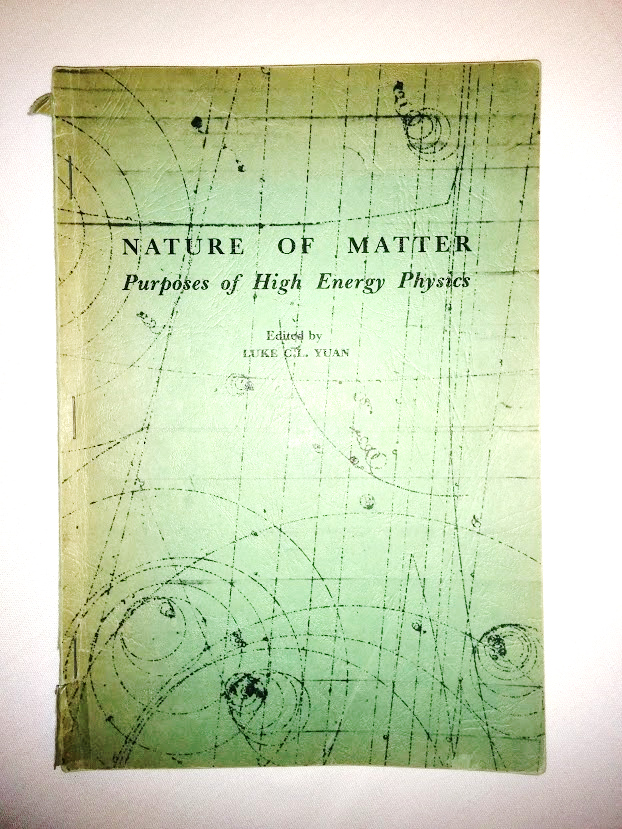 NATURE OF MATTER
Purposes of High Energy Physics
Edited by
LUKE C.L. YUAN